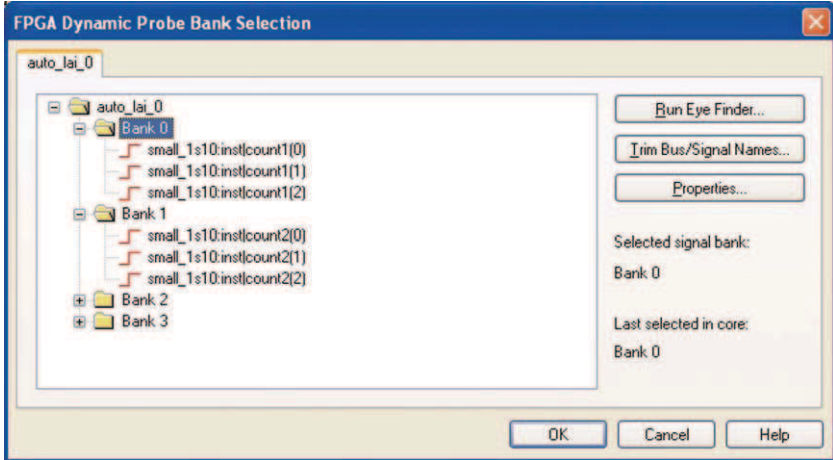 FPGA Dynamic Probe Bank Selection
auto_lai_0
auto_lai_0
Bank 0
small_1s10:inst|count1(0)
small_1s10:inst|count1(1)
small_1s10:inst|count1(2)
Bank 1
small_1s10:inst|count2(0)
small_1s10:inst|count2(1)
small_1s10:inst|count2(2)
Bank 2
Bank 3
Run Eye Finder...
Trim Bus/Signal Names...
Properties...
Selected signal bank:
Bank 0
Last selected in core:
Bank 0
OK
Cancel
Help